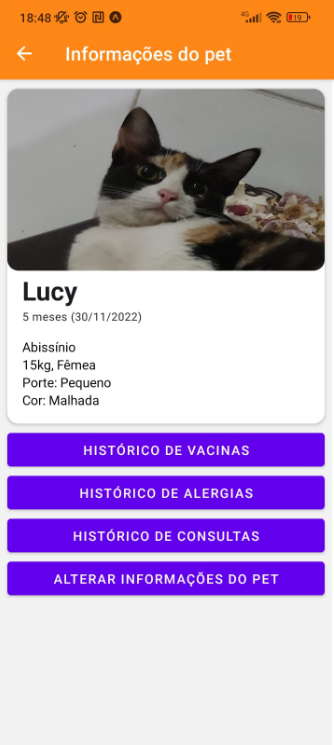 18:48
4G
19
Informações do pet
Lucy
5 meses (30/11/2022)
Abissínio
15kg, Fêmea
Porte: Pequeno
Cor: Malhada
HISTÓRICO DE VACINAS
HISTÓRICO DE ALERGIAS
HISTÓRICO DE CONSULTAS
ALTERAR INFORMAÇÕES DO PET